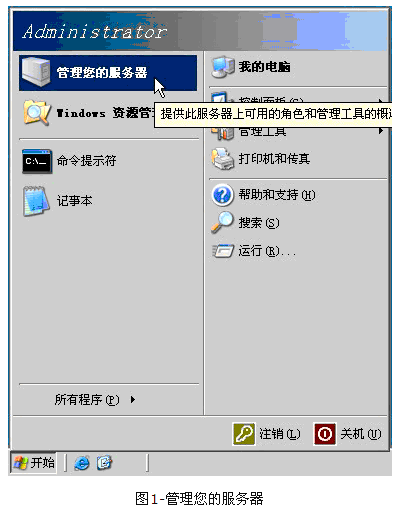 Administrator
管理您的服务器
Windows 资源管
命令提示符
记事本
所有程序(P)
我的电脑
控制面板(C)
提供此服务器上可用的角色和管理工具的概
管理工具
打印机和传真
帮助和支持(H)
搜索(S)
运行(R)...
注销(L)
关机(U)
开始
图1-管理您的服务器